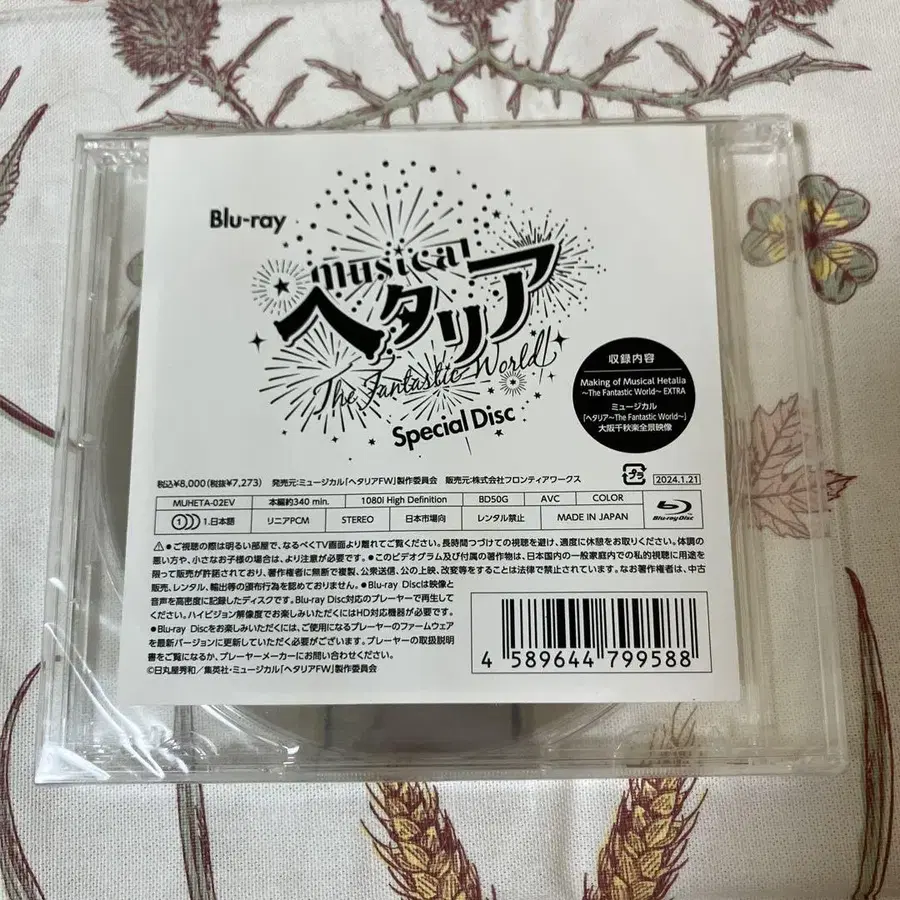 Blu-ray
musical
ヘタリア
The Fantastic World
Special Disc
収録内容
Making of Musical Hetalia
～The Fantastic World～ EXTRA
ミュージカル
「ヘタリア～The Fantastic World～」
大阪千秋楽全景映像
税込¥8,000(税抜¥7,273) 発売元:ミュージカル「ヘタリアFW」製作委員会 販売元:株式会社フロンティアワークス
プラ
2024.1.21
MUHETA-02EV 本編約340 min. 1080i High Definition BD50G AVC COLOR
1 1.日本語 リニアPCM STEREO 日本市場向 レンタル禁止 MADE IN JAPAN
Blu-ray Disc
⚠●ご視聴の際は明るい部屋で、なるべくTV画面より離れてご覧ください。長時間つづけての視聴を避け、適度に休憩をお取りください。体調の
悪い方や、小さなお子様の場合は、より注意が必要です。●このビデオグラム及び付属の著作物は、日本国内の一般家庭内での私的視聴に用途を
限って販売が許諾されており、著作権者に無断で複製、公衆送信、公の上映、改変等をすることは法律で禁止されています。なお著作権者は、中古
販売、レンタル、輸出等の頒布行為を認めておりません。●Blu-ray Discは映像と
音声を高密度に記録したディスクです。Blu-ray Disc対応のプレーヤーで再生して
ください。ハイビジョン解像度でお楽しみいただくにはHD対応機器が必要です。
●Blu-ray Discをお楽しみいただくには、ご使用になるプレーヤーのファームウェア
を最新バージョンに更新していただく必要がございます。プレーヤーの取扱説明
書をご覧になるか、プレーヤーメーカーにお問い合わせください。
©日丸屋秀和／集英社・ミュージカル「ヘタリアFW」製作委員会
4 589644 799588